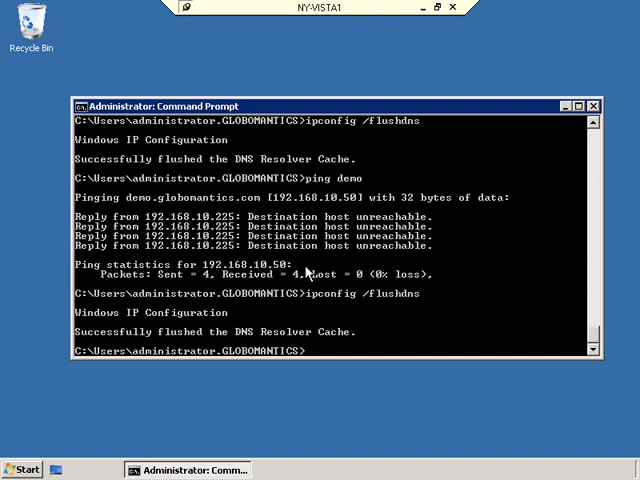 NY-VISTA1
Recycle Bin
Administrator: Command Prompt
C:\Users\administrator.GLOBOMANTICS>ipconfig /flushdns
Windows IP Configuration
Successfully flushed the DNS Resolver Cache.
C:\Users\administrator.GLOBOMANTICS>ping demo
Pinging demo.globomantics.com [192.168.10.50] with 32 bytes of data:
Reply from 192.168.10.225: Destination host unreachable.
Reply from 192.168.10.225: Destination host unreachable.
Reply from 192.168.10.225: Destination host unreachable.
Reply from 192.168.10.225: Destination host unreachable.
Ping statistics for 192.168.10.50:
Packets: Sent = 4, Received = 4, Lost = 0 (0% loss),
C:\Users\administrator.GLOBOMANTICS>ipconfig /flushdns
Windows IP Configuration
Successfully flushed the DNS Resolver Cache.
C:\Users\administrator.GLOBOMANTICS>
Start
Administrator: Comm...